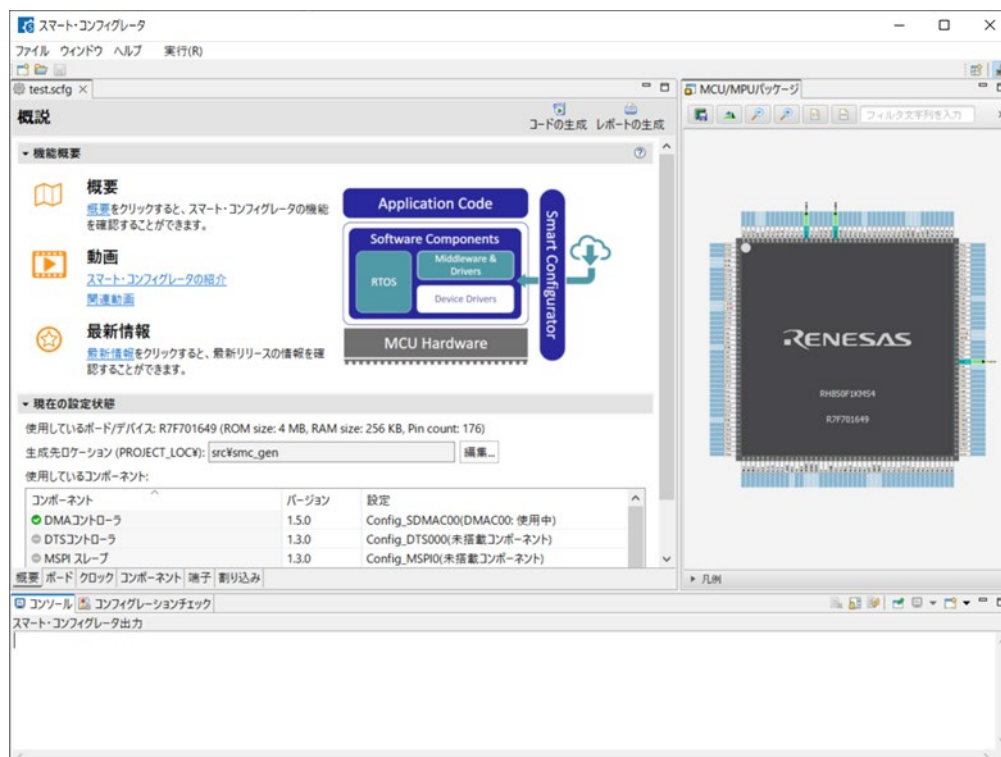 スマート・コンフィグレータ
ファイル ウィンドウ ヘルプ 実行(R)
test.scfg
概説
コードの生成 レポートの生成
機能概要
概要
概要をクリックすると、スマート・コンフィグレータの機能
を確認することができます。
動画
スマート・コンフィグレータの紹介
関連動画
最新情報
最新情報をクリックすると、最新リリースの情報を確
認することができます。
Application Code
Software Components
RTOS
Middleware &
Drivers
Device Drivers
MCU Hardware
Smart Configurator
現在の設定状態
使用しているボード/デバイス: R7F701649 (ROM size: 4 MB, RAM size: 256 KB, Pin count: 176)
生成先ロケーション (PROJECT_LOC¥): src¥smc_gen 編集...
使用しているコンポーネント:
コンポーネント バージョン 設定
DMAコントローラ 1.5.0 Config_SDMAC00(DMAC00: 使用中)
DTSコントローラ 1.3.0 Config_DTS000(未搭載コンポーネント)
MSPI スレーブ 1.3.0 Config_MSPI0(未搭載コンポーネント)
概要 ボード クロック コンポーネント 端子 割り込み
MCU/MPUパッケージ
フィルタ文字列を入力
RENESAS
RH850F1KMS4
R7F701649
凡例
コンソール コンフィグレーションチェック
スマート・コンフィグレータ出力